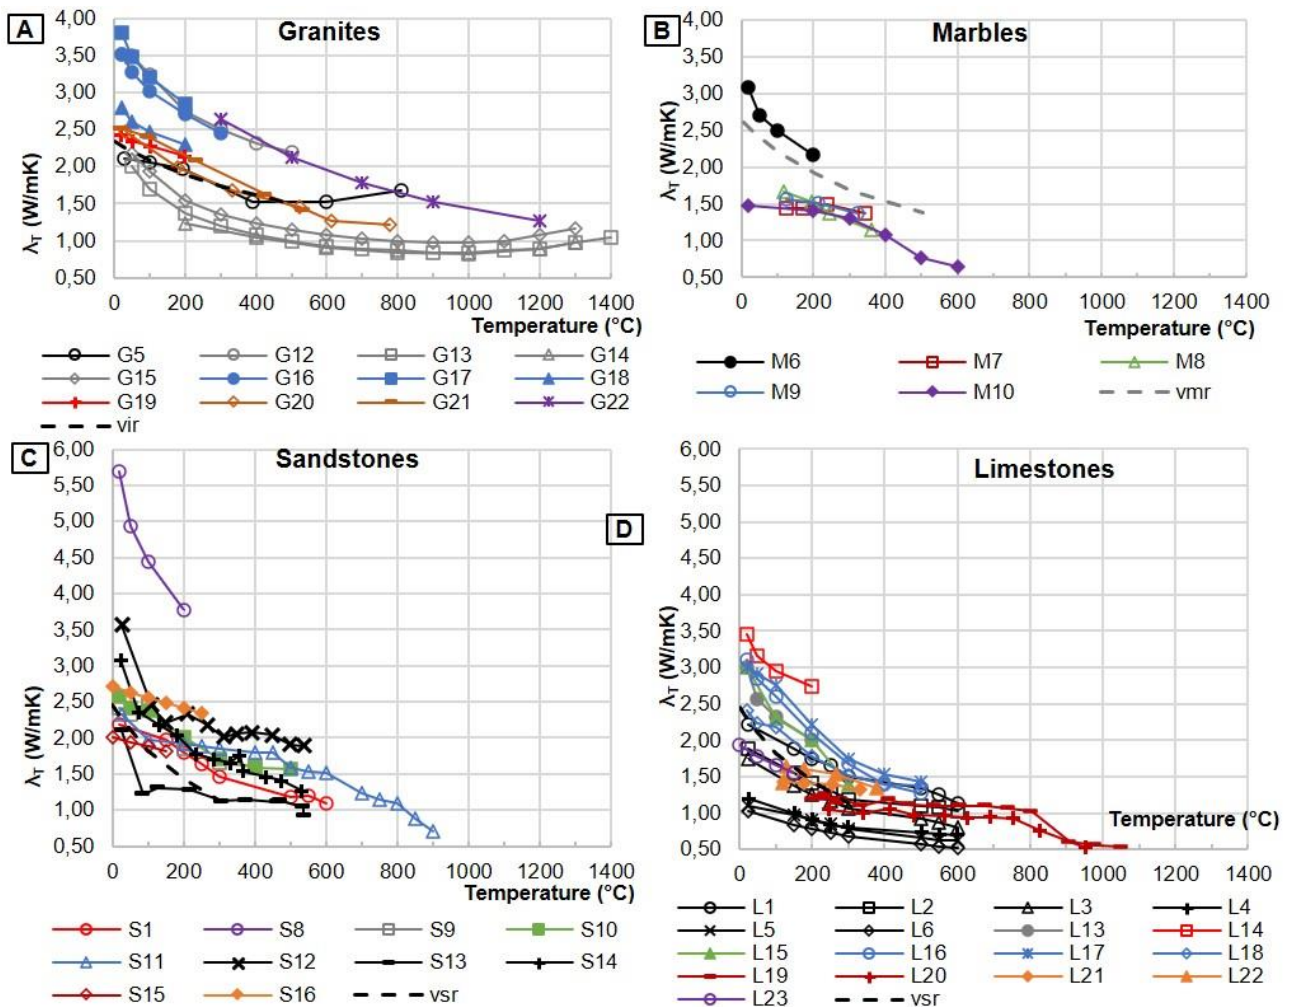 A
Granites
4,00
3,50
3,00
2,50
2,00
1,50
1,00
0,50
λT (W/mK)
0 200 400 600 800 1000 1200 1400
Temperature (°C)
G5 G12 G13 G14
G15 G16 G17 G18
G19 G20 G21 G22
vir
B
Marbles
4,00
3,50
3,00
2,50
2,00
1,50
1,00
0,50
λT (W/mK)
0 200 400 600 800 1000 1200 1400
Temperature (°C)
M6 M7 M8
M9 M10 vmr
C
Sandstones
6,00
5,50
5,00
4,50
4,00
3,50
3,00
2,50
2,00
1,50
1,00
0,50
λT (W/mK)
0 200 400 600 800 1000 1200 1400
Temperature (°C)
S1 S8 S9 S10
S11 S12 S13 S14
S15 S16 vsr
D
Limestones
6,00
5,50
5,00
4,50
4,00
3,50
3,00
2,50
2,00
1,50
1,00
0,50
λT (W/mK)
Temperature (°C)
0 200 400 600 800 1000 1200 1400
L1 L2 L3 L4
L5 L6 L13 L14
L15 L16 L17 L18
L19 L20 L21 L22
L23 vsr